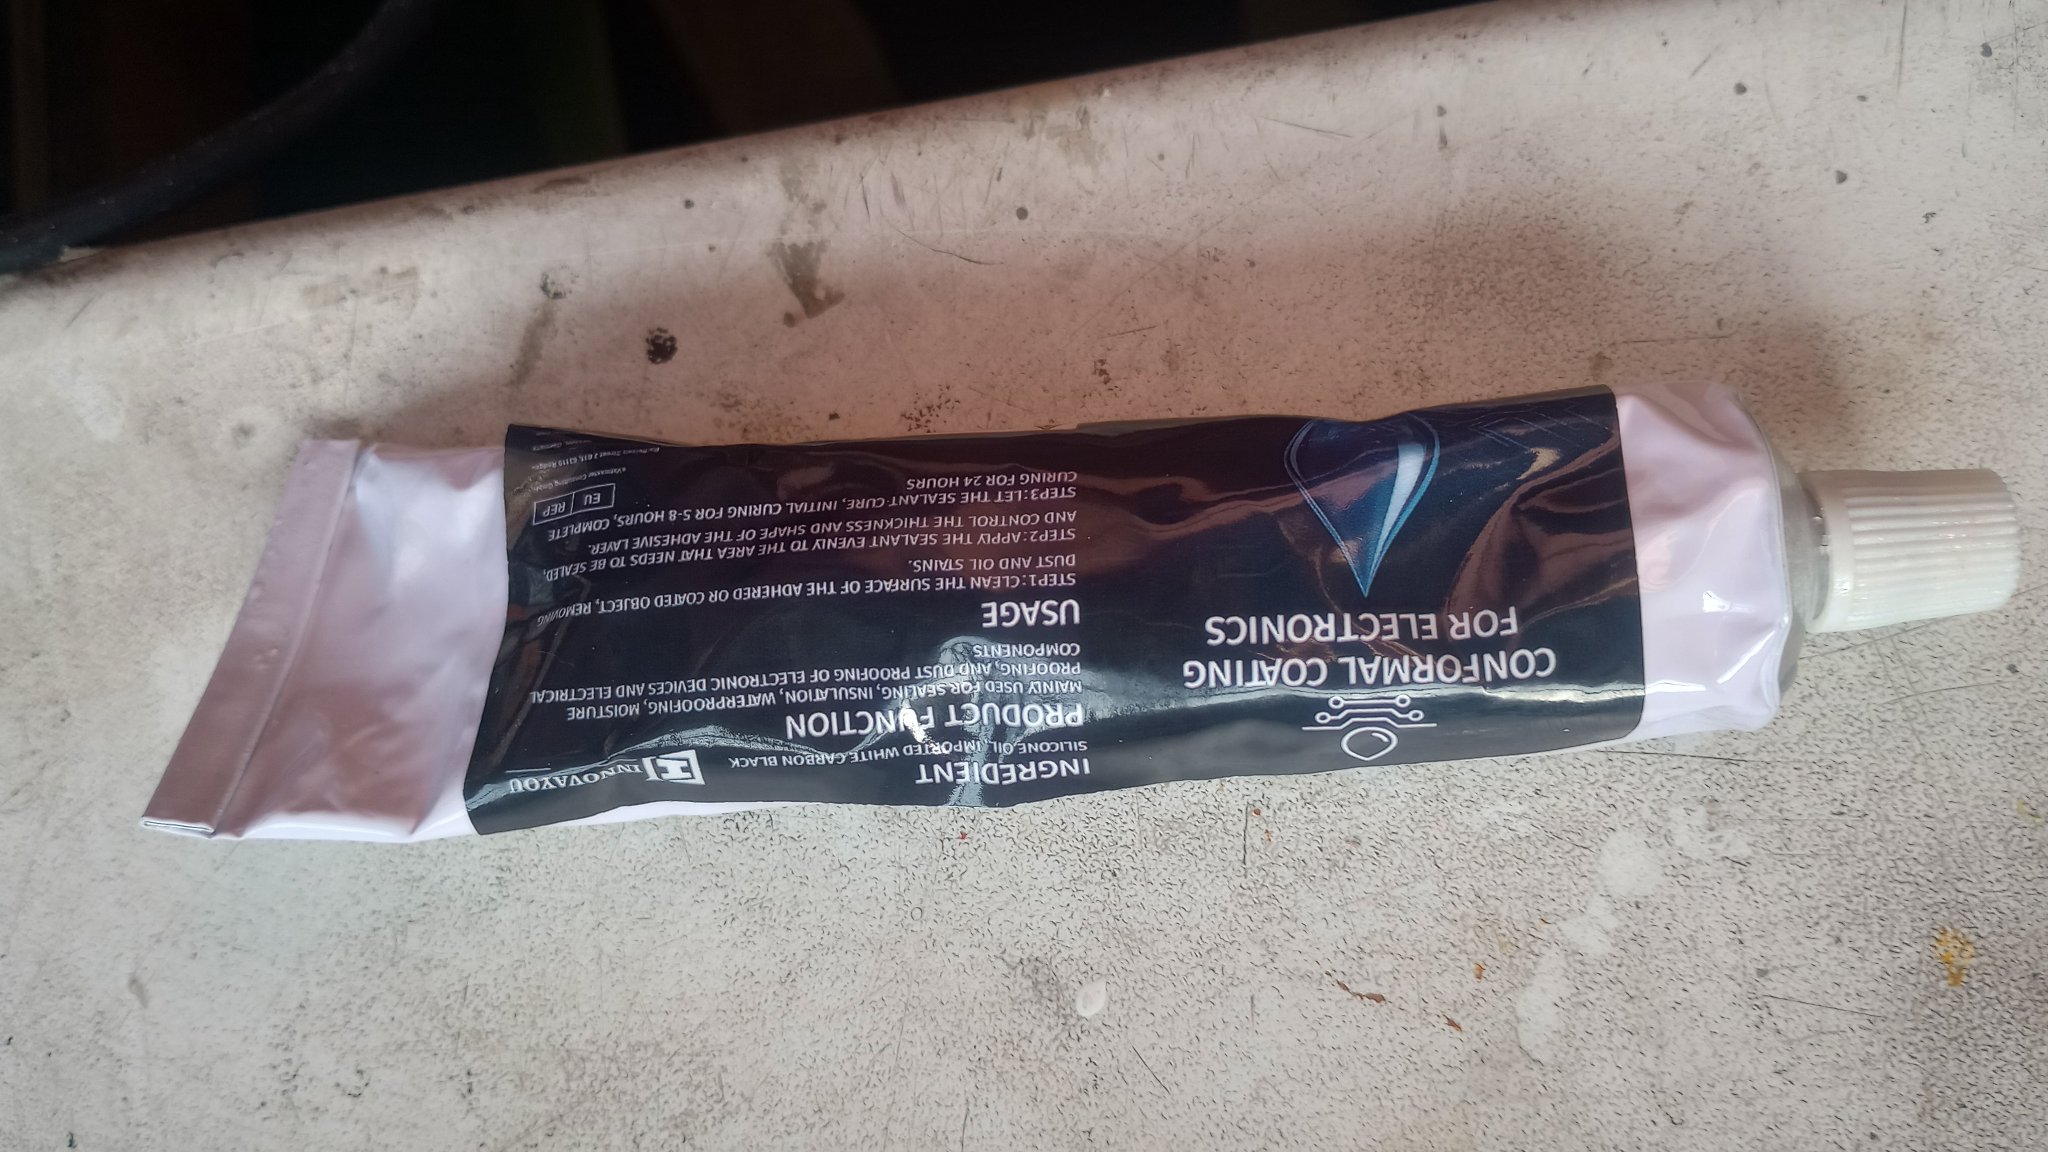 CONFORMAL COATING
FOR ELECTRONICS
INNOVAYOU
INGREDIENT
SILICONE OIL, IMPORTED WHITE CARBON BLACK
PRODUCT FUNCTION
MAINLY USED FOR SEALING, INSULATION, WATERPROOFING, MOISTURE
PROOFING, AND DUST PROOFING OF ELECTRONIC DEVICES AND ELECTRICAL
COMPONENTS
USAGE
STEP1:CLEAN THE SURFACE OF THE ADHERED OR COATED OBJECT, REMOVING
DUST AND OIL STAINS.
STEP2:APPLY THE SEALANT EVENLY TO THE AREA THAT NEEDS TO BE SEALED,
AND CONTROL THE THICKNESS AND SHAPE OF THE ADHESIVE LAYER.
STEP3:LET THE SEALANT CURE, INITIAL CURING FOR 5-8 HOURS, COMPLETE
CURING FOR 24 HOURS
EU REP